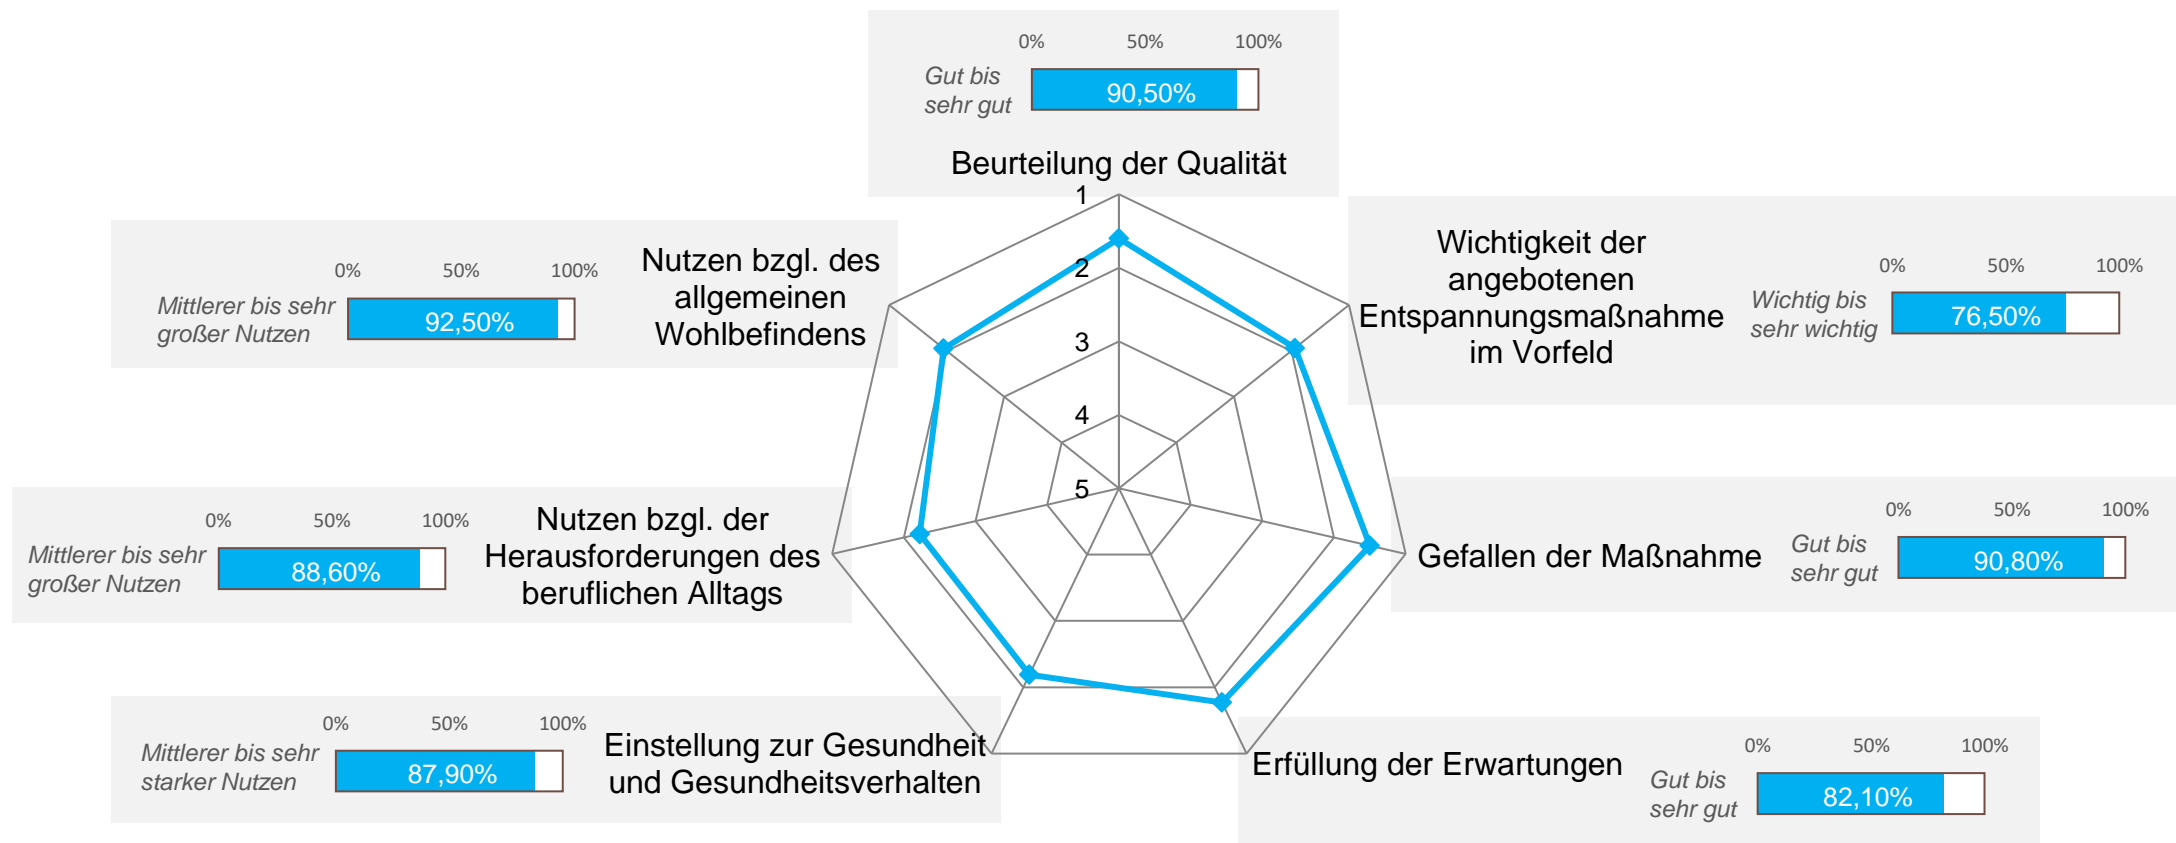 0% 50% 100%
Gut bis
sehr gut
90,50%
Beurteilung der Qualität
0% 50% 100%
Mittlerer bis sehr
großer Nutzen
92,50%
Nutzen bzgl. des
allgemeinen
Wohlbefindens
Wichtigkeit der
angebotenen
Entspannungsmaßnahme
im Vorfeld
0% 50% 100%
Wichtig bis
sehr wichtig
76,50%
1
2
3
4
5
0% 50% 100%
Mittlerer bis sehr
großer Nutzen
88,60%
Nutzen bzgl. der
Herausforderungen des
beruflichen Alltags
Gefallen der Maßnahme
0% 50% 100%
Gut bis
sehr gut
90,80%
0% 50% 100%
Mittlerer bis sehr
starker Nutzen
87,90%
Einstellung zur Gesundheit
und Gesundheitsverhalten
Erfüllung der Erwartungen
0% 50% 100%
Gut bis
sehr gut
82,10%